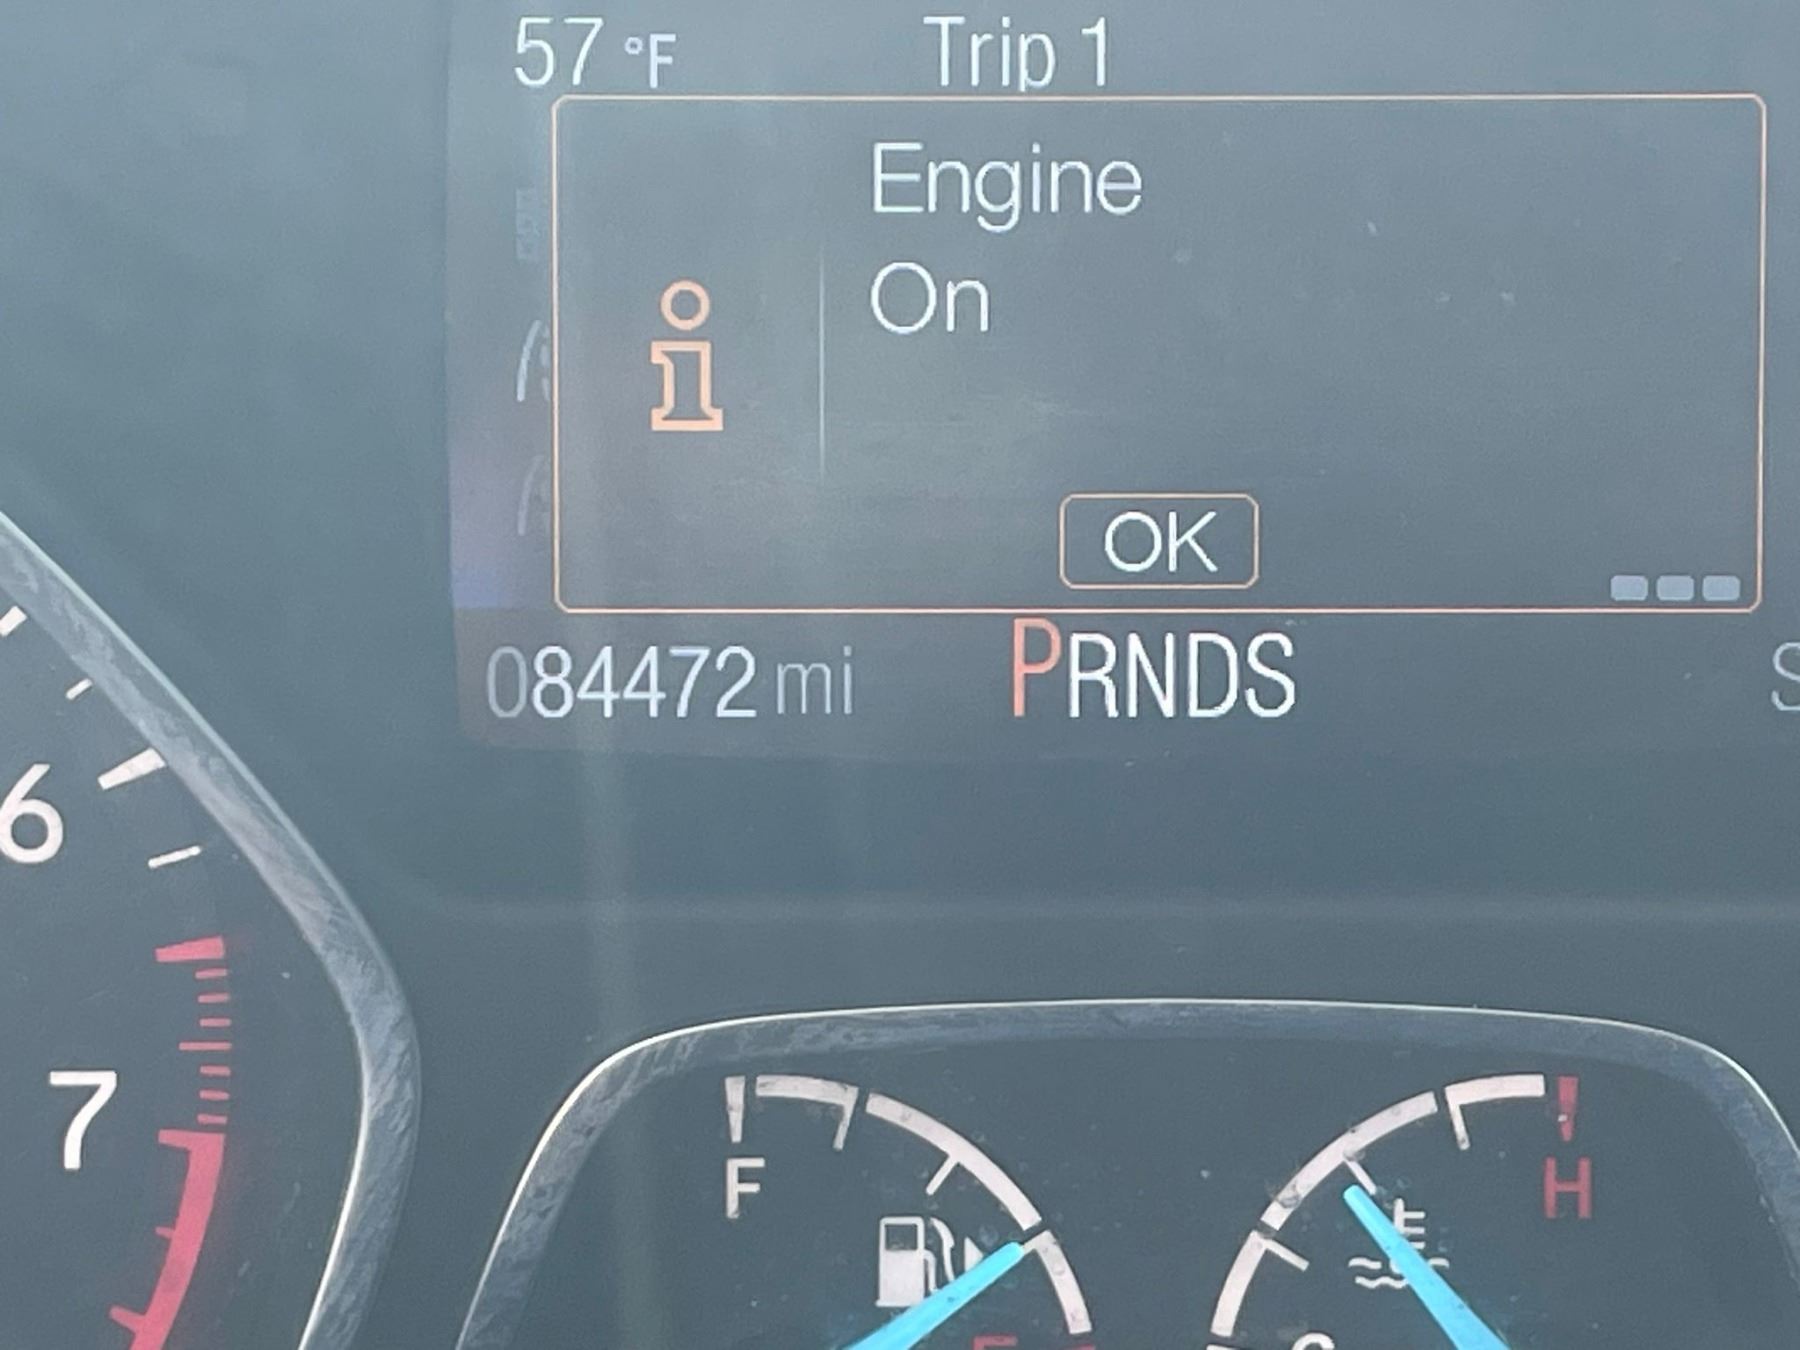 57 °F Trip 1
Engine
On
i
OK
084472 mi PRNDS
6
7
F H